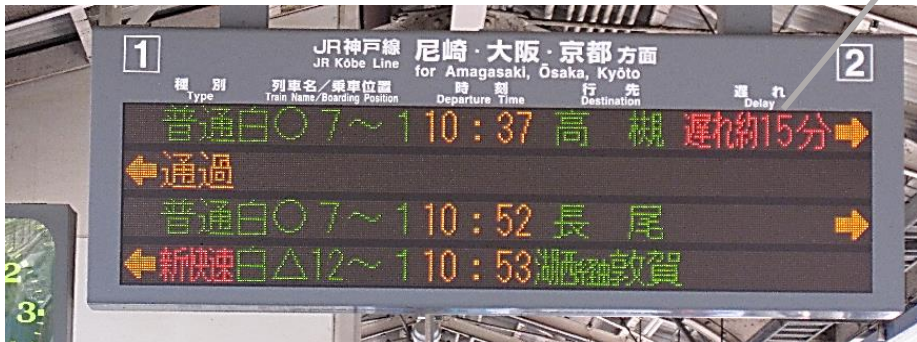 1 JR神戸線 尼崎・大阪・京都 方面 2
JR Kōbe Line for Amagasaki, Ōsaka, Kyōto
種別 列車名／乗車位置 時刻 行先 遅れ
Type Train Name/Boarding Position Departure Time Destination Delay
普通 白○ 7～ 1 10:37 高槻 遅れ約15分 ➡
⬅ 通過
普通 白○ 7～ 1 10:52 長尾 ➡
⬅ 新快速 白△12～ 1 10:53 湖西経由敦賀
2
3